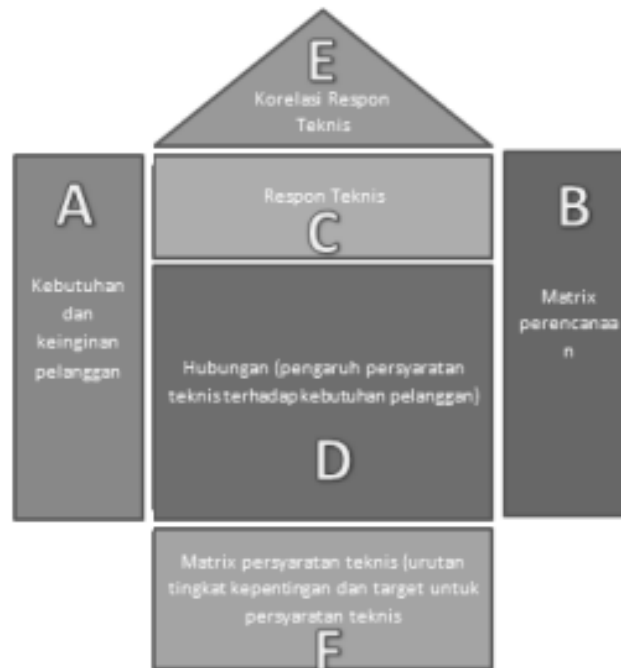 E
Korelasi Respon
Teknis
A
Kebutuhan
dan
keinginan
pelanggan
Respon Teknis
C
B
Matrix
perencanaa
n
Hubungan (pengaruh persyaratan
teknis terhadap kebutuhan pelanggan)
D
Matrix persyaratan teknis (urutan
tingkat kepentingan dan target untuk
persyaratan teknis
F